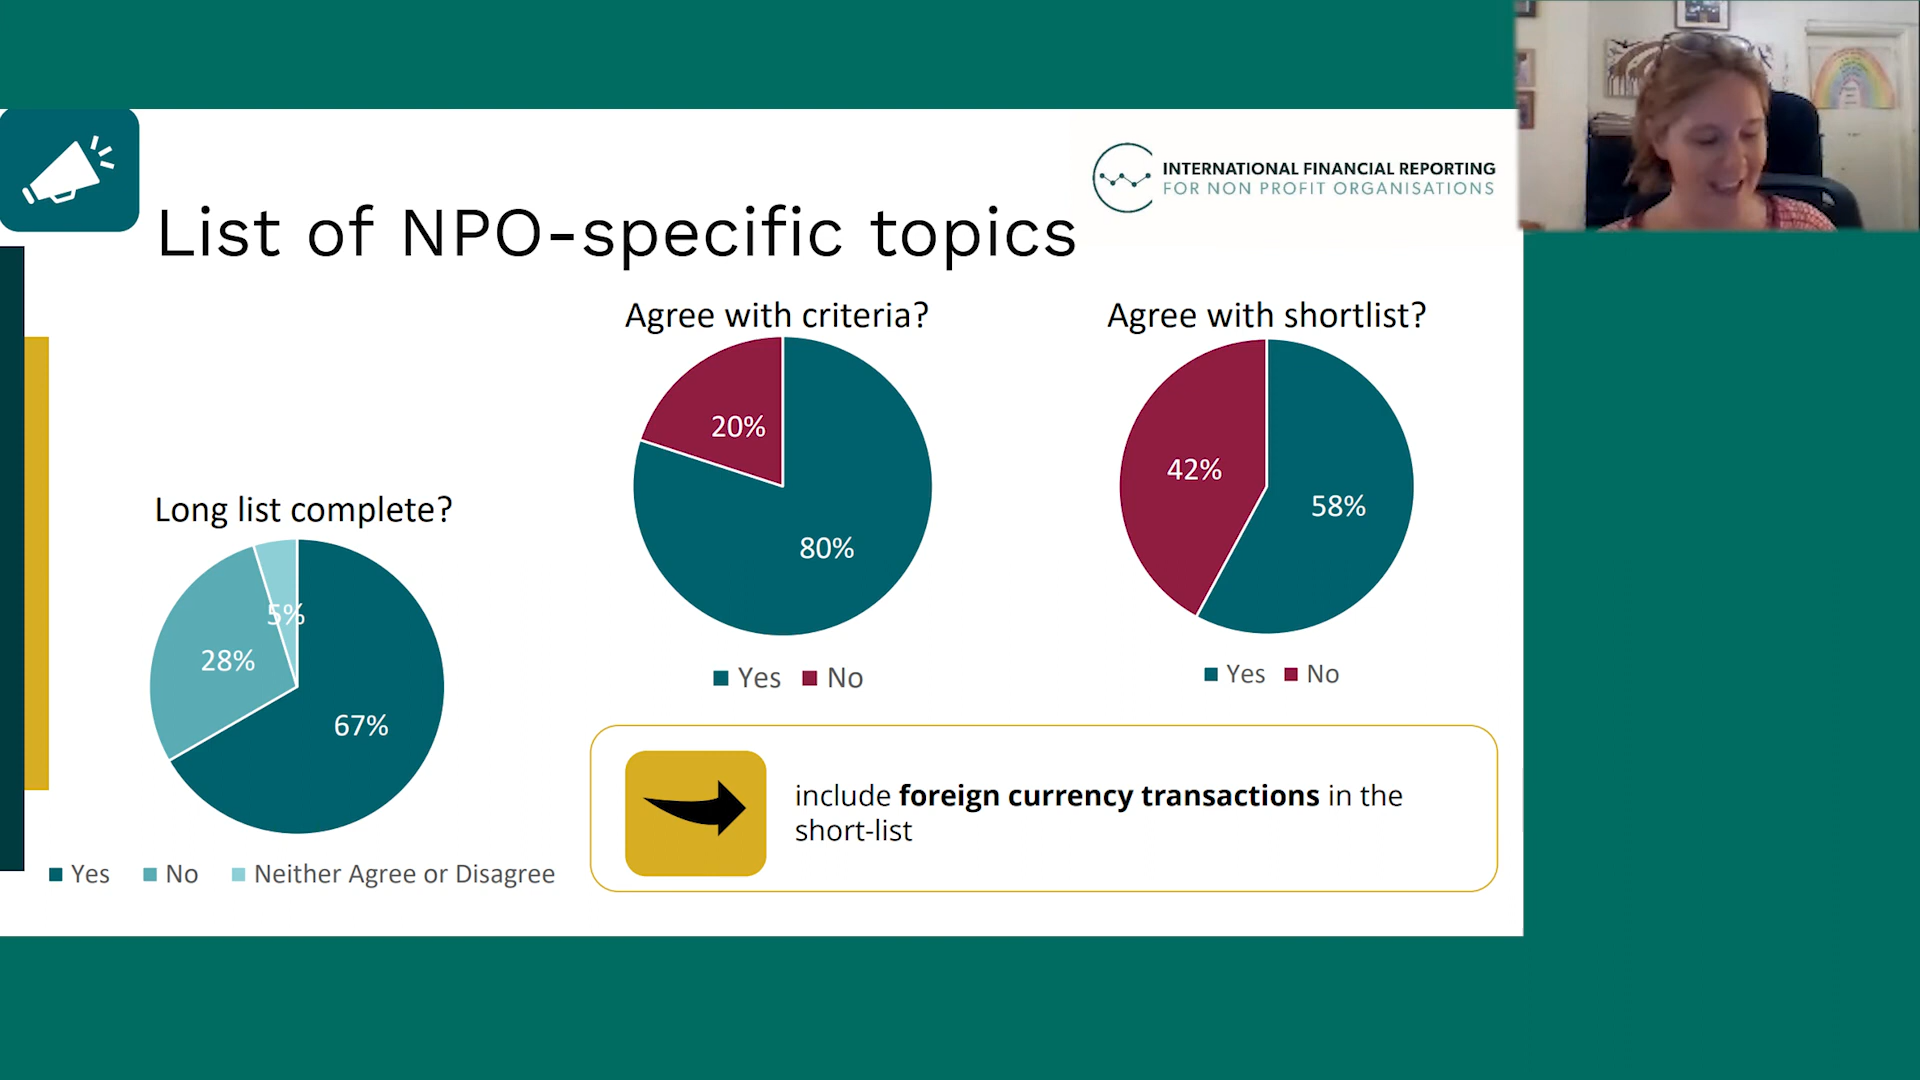 INTERNATIONAL FINANCIAL REPORTING
FOR NON PROFIT ORGANISATIONS
List of NPO-specific topics
Long list complete?
5%
28%
67%
Yes No Neither Agree or Disagree
Agree with criteria?
20%
80%
Yes No
Agree with shortlist?
42%
58%
Yes No
include foreign currency transactions in the
short-list